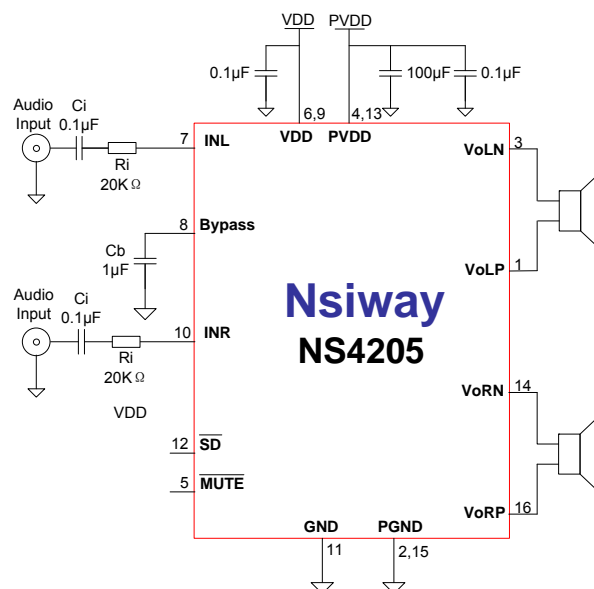 VDD PVDD
0.1μF 100μF 0.1μF
Audio Input
Ci
0.1μF
Ri
20KΩ
6,9 4,13
VDD PVDD
7 INL
VoLN 3
8 Bypass
Cb
1μF
VoLP 1
Nsiway
NS4205
Audio Input
Ci
0.1μF
Ri
20KΩ
10 INR
VDD
VoRN 14
12 SD
5 MUTE
VoRP 16
GND PGND
11 2,15